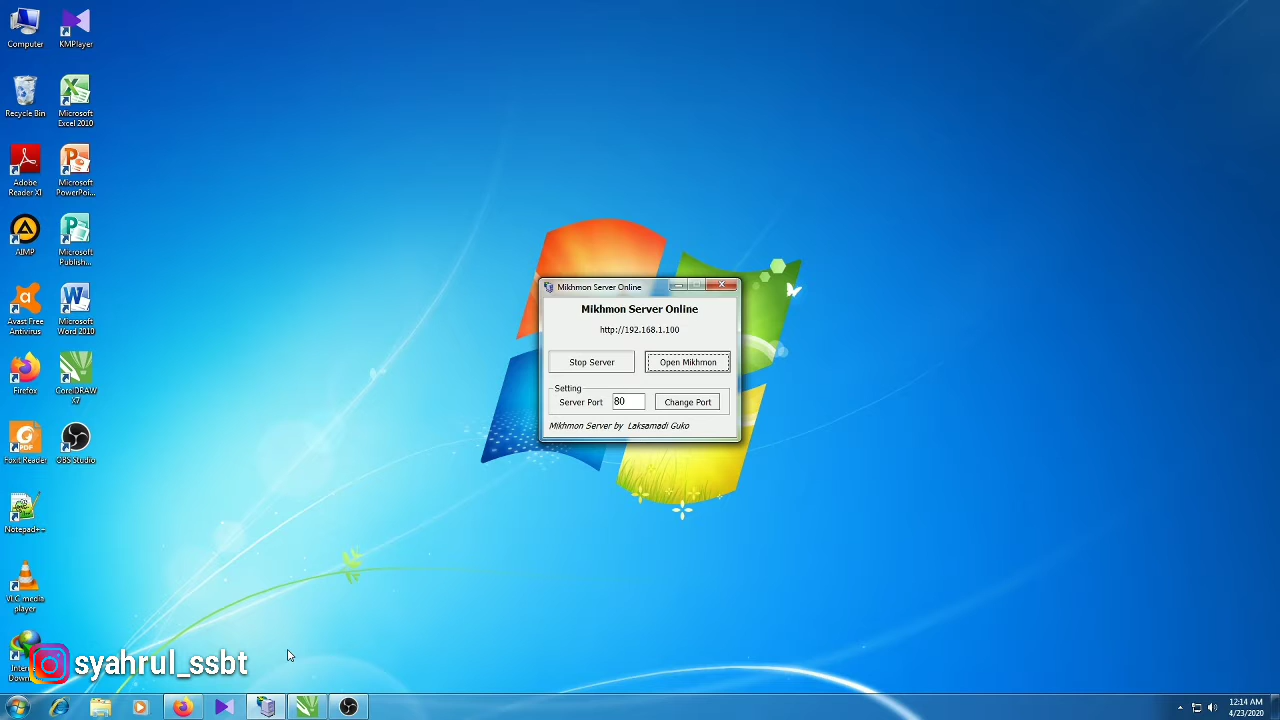 Computer
KMPlayer
Recycle Bin
Microsoft
Excel 2010
Adobe
Reader XI
Microsoft
PowerPoi...
AIMP
Microsoft
Publish...
Avast Free
Antivirus
Microsoft
Word 2010
Firefox
CorelDRAW
X7
Foxit Reader
OBS Studio
Notepad++
VLC media
player
syahrul_ssbt
Mikhmon Server Online
Mikhmon Server Online
http://192.168.1.100
Stop Server
Open Mikhmon
Setting
Server Port
80
Change Port
Mikhmon Server by Laksamadi Guko
12:14 AM
4/23/2020